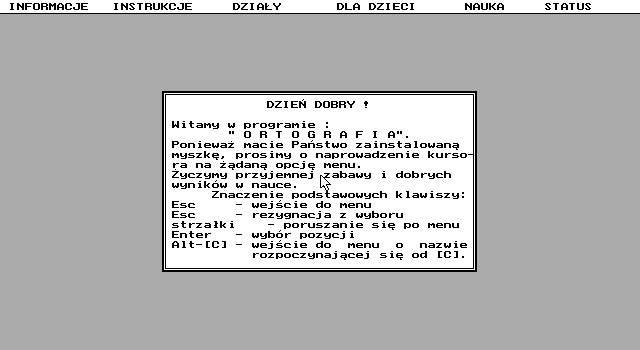 INFORMACJE INSTRUKCJE DZIAŁY DLA DZIECI NAUKA STATUS
DZIEŃ DOBRY !
Witamy w programie :
" O R T O G R A F I A".
Ponieważ macie Państwo zainstalowaną
myszkę, prosimy o naprowadzenie kurso-
ra na żądaną opcję menu.
Życzymy przyjemnej zabawy i dobrych
wyników w nauce.
Znaczenie podstawowych klawiszy:
Esc - wejście do menu
Esc - rezygnacja z wyboru
strzałki - poruszanie się po menu
Enter - wybór pozycji
Alt-[C] - wejście do menu o nazwie
rozpoczynającej się od [C].